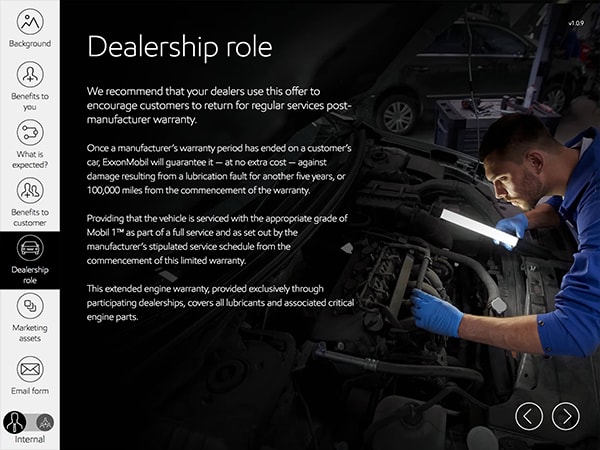 v1.0.9
Background
Benefits to
you
What is
expected?
Benefits to
customer
Dealership
role
Marketing
assets
Email form
Internal
Dealership role
We recommend that your dealers use this offer to
encourage customers to return for regular services post-
manufacturer warranty.
Once a manufacturer's warranty period has ended on a customer's
car, ExxonMobil will guarantee it — at no extra cost — against
damage resulting from a lubrication fault for another five years, or
100,000 miles from the commencement of the warranty.
Providing that the vehicle is serviced with the appropriate grade of
Mobil 1™ as part of a full service and as set out by the
manufacturer's stipulated service schedule from the
commencement of this limited warranty.
This extended engine warranty, provided exclusively through
participating dealerships, covers all lubricants and associated critical
engine parts.